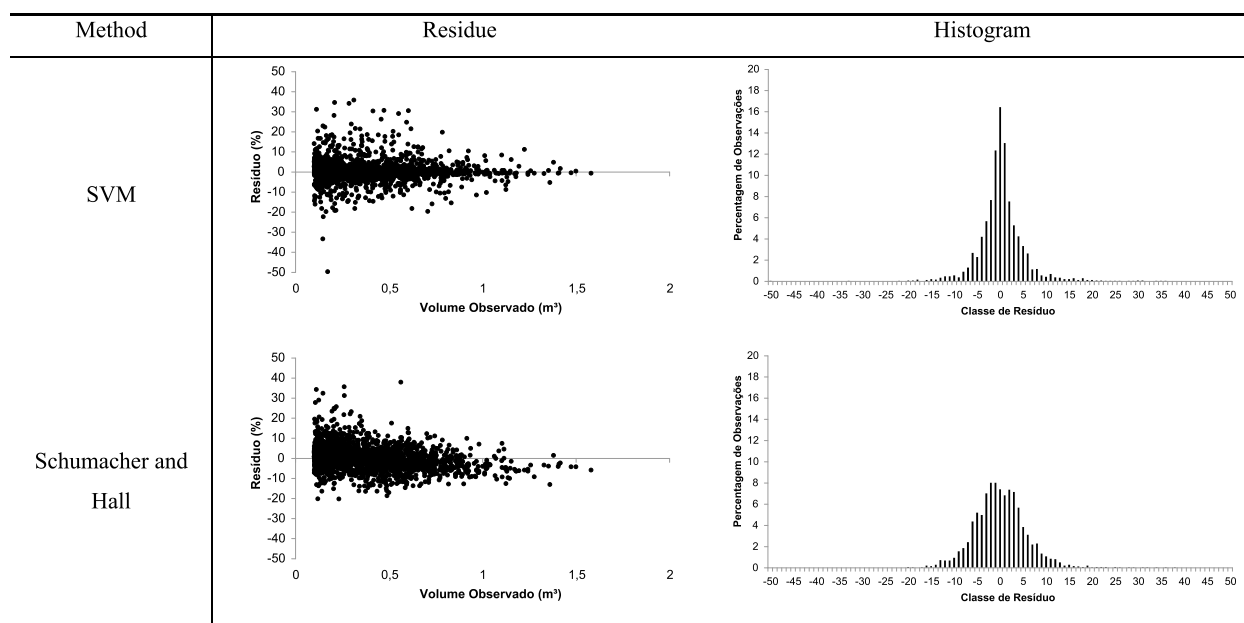 Method Residue Histogram
SVM
50
40
30
20
10
0
-10
-20
-30
-40
-50
Resíduo (%)
0 0,5 1 1,5 2
Volume Observado (m³)
20
18
16
14
12
10
8
6
4
2
0
Percentagem de Observações
-50 -45 -40 -35 -30 -25 -20 -15 -10 -5 0 5 10 15 20 25 30 35 40 45 50
Classe de Resíduo
Schumacher and
Hall
50
40
30
20
10
0
-10
-20
-30
-40
-50
Resíduo (%)
0 0,5 1 1,5 2
Volume Observado (m³)
20
18
16
14
12
10
8
6
4
2
0
Percentagem de Observações
-50 -45 -40 -35 -30 -25 -20 -15 -10 -5 0 5 10 15 20 25 30 35 40 45 50
Classe de Resíduo